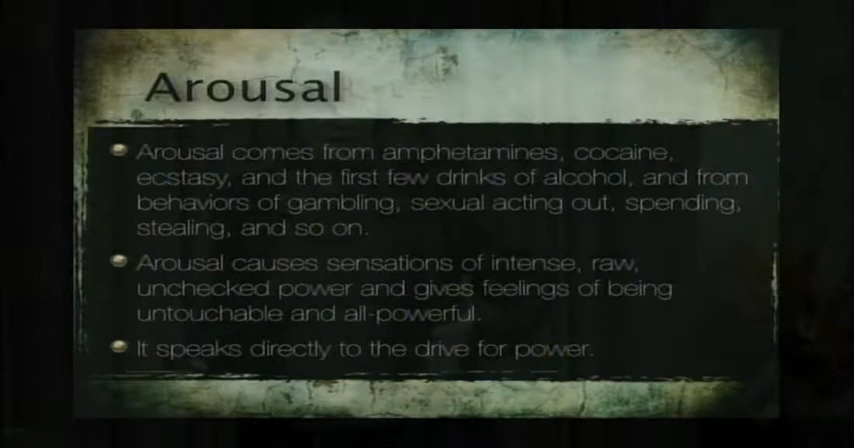 Arousal
Arousal comes from amphetamines, cocaine,
ecstasy, and the first few drinks of alcohol, and from
behaviors of gambling, sexual acting out, spending,
stealing, and so on.
Arousal causes sensations of intense, raw,
unchecked power and gives feelings of being
untouchable and all-powerful.
It speaks directly to the drive for power.